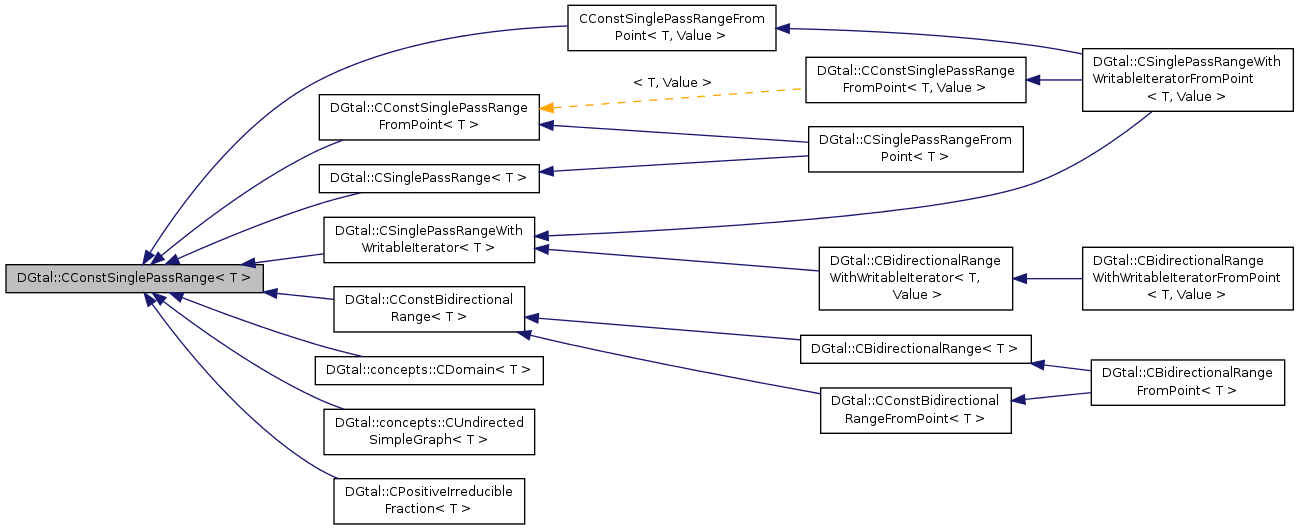 CConstSinglePassRangeFrom
Point< T, Value >
DGtal::CSinglePassRangeWith
WritableIteratorFromPoint
< T, Value >
DGtal::CConstSinglePassRange
FromPoint< T, Value >
< T, Value >
DGtal::CConstSinglePassRange
FromPoint< T >
DGtal::CSinglePassRangeFrom
Point< T >
DGtal::CSinglePassRange< T >
DGtal::CSinglePassRangeWith
WritableIterator< T >
DGtal::CConstSinglePassRange< T >
DGtal::CBidirectionalRange
WithWritableIterator< T,
Value >
DGtal::CBidirectionalRange
WithWritableIteratorFromPoint
< T, Value >
DGtal::CConstBidirectional
Range< T >
DGtal::CBidirectionalRange< T >
DGtal::concepts::CDomain< T >
DGtal::CBidirectionalRange
FromPoint< T >
DGtal::CConstBidirectional
RangeFromPoint< T >
DGtal::concepts::CUndirected
SimpleGraph< T >
DGtal::CPositiveIrreducible
Fraction< T >